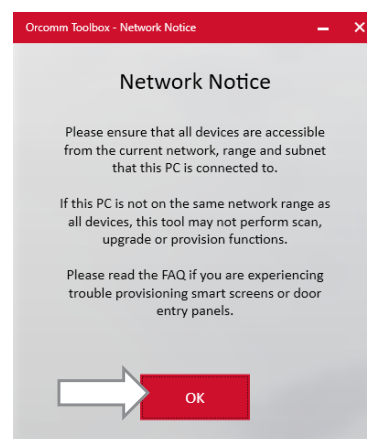 Orcomm Toolbox - Network Notice
Network Notice
Please ensure that all devices are accessible
from the current network, range and subnet
that this PC is connected to.
If this PC is not on the same network range as
all devices, this tool may not perform scan,
upgrade or provision functions.
Please read the FAQ if you are experiencing
trouble provisioning smart screens or door
entry panels.
OK